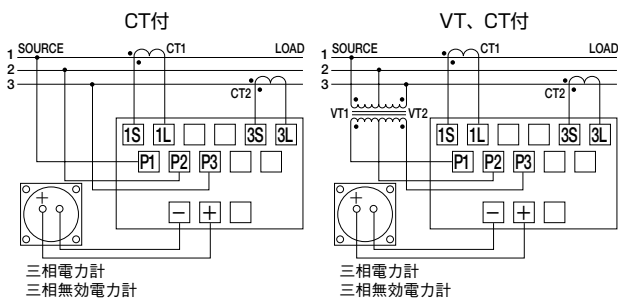 CT付
1 SOURCE CT1 LOAD
2
3
CT2
1S 1L 3S 3L
P1 P2 P3
+ − +
三相電力計
三相無効電力計
VT、CT付
1 SOURCE CT1 LOAD
2
3
CT2
VT1 VT2
1S 1L 3S 3L
P1 P2 P3
+ − +
三相電力計
三相無効電力計